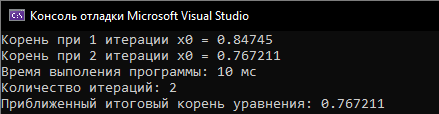 Консоль отладки Microsoft Visual Studio
Корень при 1 итерации x0 = 0.84745
Корень при 2 итерации x0 = 0.767211
Время выполения программы: 10 мс
Количество итераций: 2
Приближенный итоговый корень уравнения: 0.767211